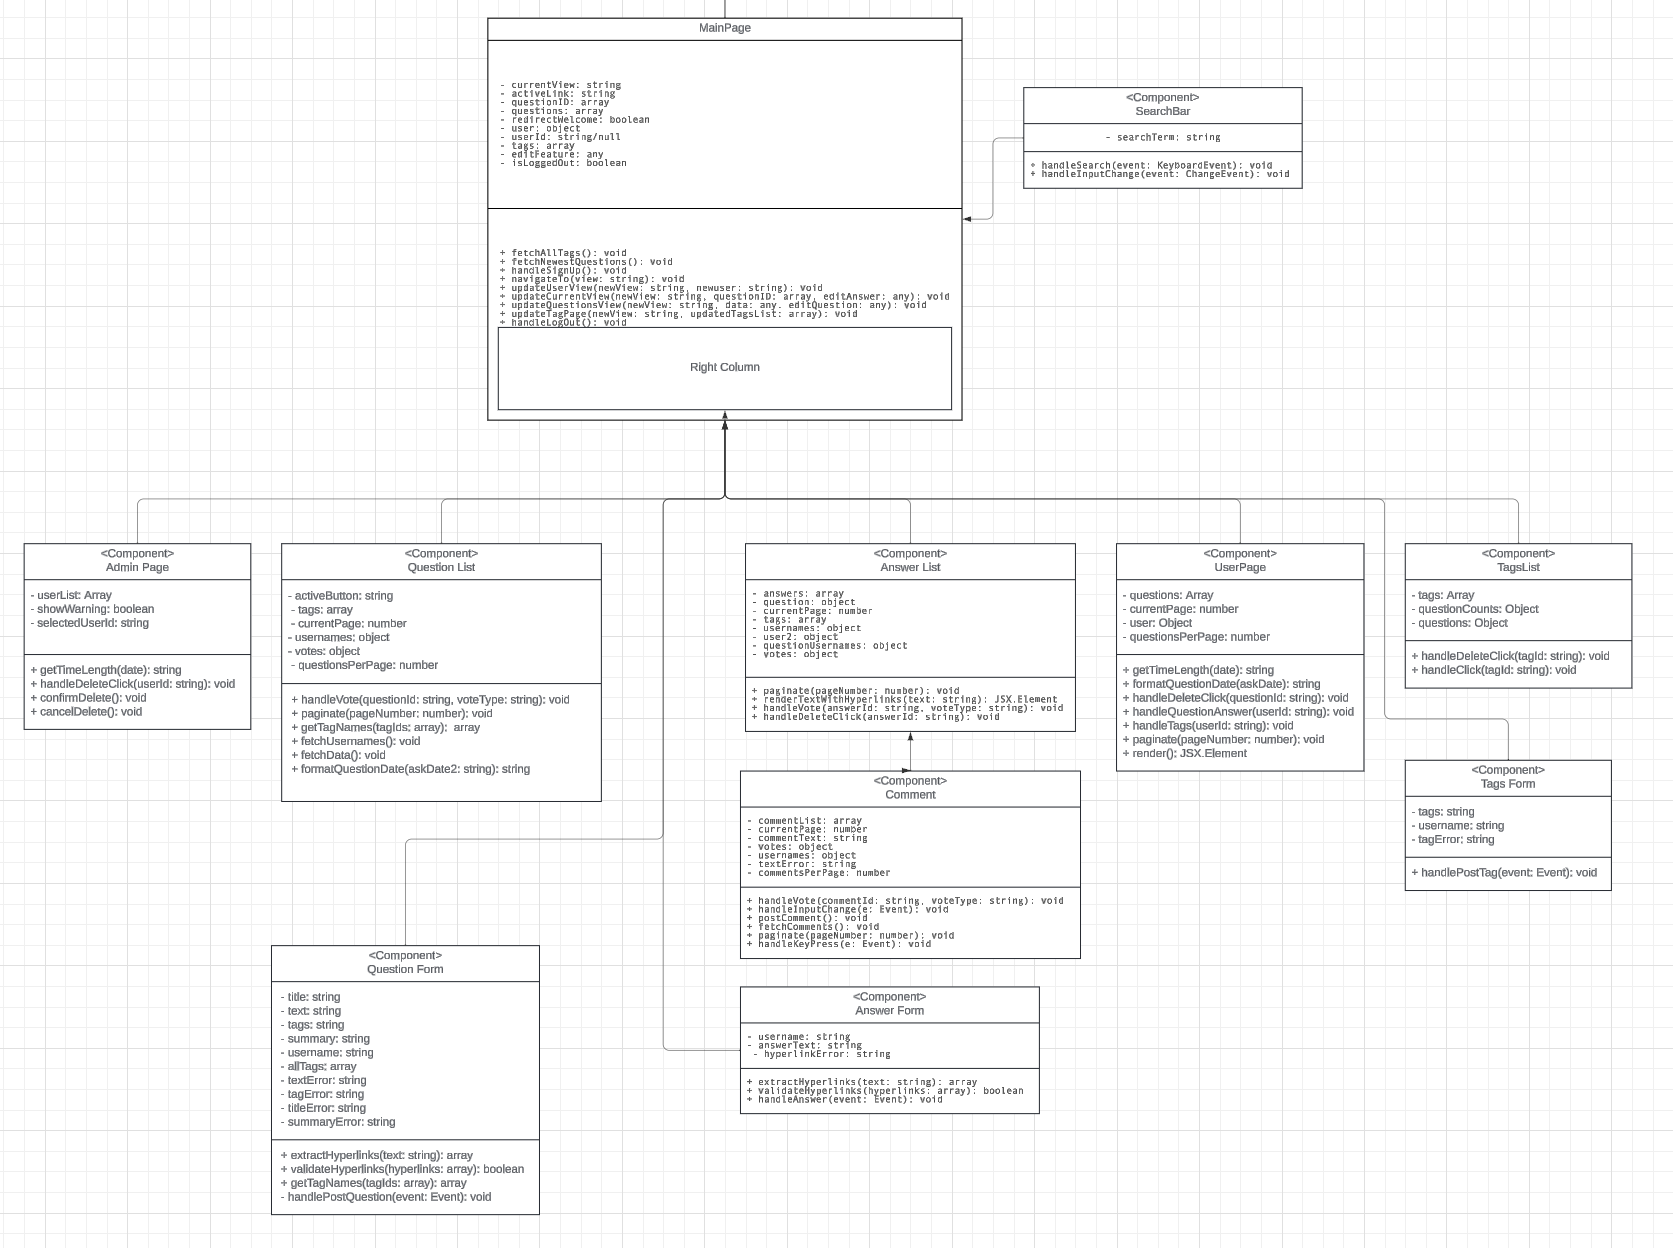 MainPage
- currentView: string
- activeLink: string
- questionID: array
- questions: array
- redirectWelcome: boolean
- user: object
- userId: string/null
- tags: array
- editFeature: any
- isLoggedOut: boolean
+ fetchAllTags(): void
+ fetchNewestQuestions(): void
+ handleSignUp(): void
+ navigateTo(view: string): void
+ updateUserView(newView: string, newuser: string): void
+ updateCurrentView(newView: string, questionID: array, editAnswer: any): void
+ updateQuestionsView(newView: string, data: any. editQuestion: any): void
+ updateTagPage(newView: string, updatedTagsList: array): void
+ handleLogOut(): void
Right Column
<Component>
SearchBar
- searchTerm: string
+ handleSearch(event: KeyboardEvent): void
+ handleInputChange(event: ChangeEvent): void
<Component>
Admin Page
- userList: Array
- showWarning: boolean
- selectedUserId: string
+ getTimeLength(date): string
+ handleDeleteClick(userId: string): void
+ confirmDelete(): void
+ cancelDelete(): void
<Component>
Question List
- activeButton: string
- tags: array
- currentPage: number
- usernames: object
- votes: object
- questionsPerPage: number
+ handleVote(questionId: string, voteType: string): void
+ paginate(pageNumber: number): void
+ getTagNames(tagIds: array): array
+ fetchUsernames(): void
+ fetchData(): void
+ formatQuestionDate(askDate2: string): string
<Component>
Answer List
- answers: array
- question: object
- currentPage: number
- tags: array
- usernames: object
- user2: object
- questionUsernames: object
- votes: object
+ paginate(pageNumber: number): void
+ renderTextWithHyperlinks(text: string): JSX.Element
+ handleVote(answerId: string, voteType: string): void
+ handleDeleteClick(answerId: string): void
<Component>
UserPage
- questions: Array
- currentPage: number
- user: Object
- questionsPerPage: number
+ getTimeLength(date): string
+ formatQuestionDate(askDate): string
+ handleDeleteClick(questionId: string): void
+ handleQuestionAnswer(userId: string): void
+ handleTags(userId: string): void
+ paginate(pageNumber: number): void
+ render(): JSX.Element
<Component>
TagsList
- tags: Array
- questionCounts: Object
- questions: Object
+ handleDeleteClick(tagId: string): void
+ handleClick(tagId: string): void
<Component>
Comment
- commentList: array
- currentPage: number
- commentText: string
- votes: object
- usernames: object
- textError: string
- commentsPerPage: number
+ handleVote(commentId: string, voteType: string): void
+ handleInputChange(e: Event): void
+ postComment(): void
+ fetchComments(): void
+ paginate(pageNumber: number): void
+ handleKeyPress(e: Event): void
<Component>
Tags Form
- tags: string
- username: string
- tagError: string
+ handlePostTag(event: Event): void
<Component>
Question Form
- title: string
- text: string
- tags: string
- summary: string
- username: string
- allTags: array
- textError: string
- tagError: string
- titleError: string
- summaryError: string
+ extractHyperlinks(text: string): array
+ validateHyperlinks(hyperlinks: array): boolean
+ getTagNames(tagIds: array): array
- handlePostQuestion(event: Event): void
<Component>
Answer Form
- username: string
- answerText: string
- hyperlinkError: string
+ extractHyperlinks(text: string): array
+ validateHyperlinks(hyperlinks: array): boolean
+ handleAnswer(event: Event): void